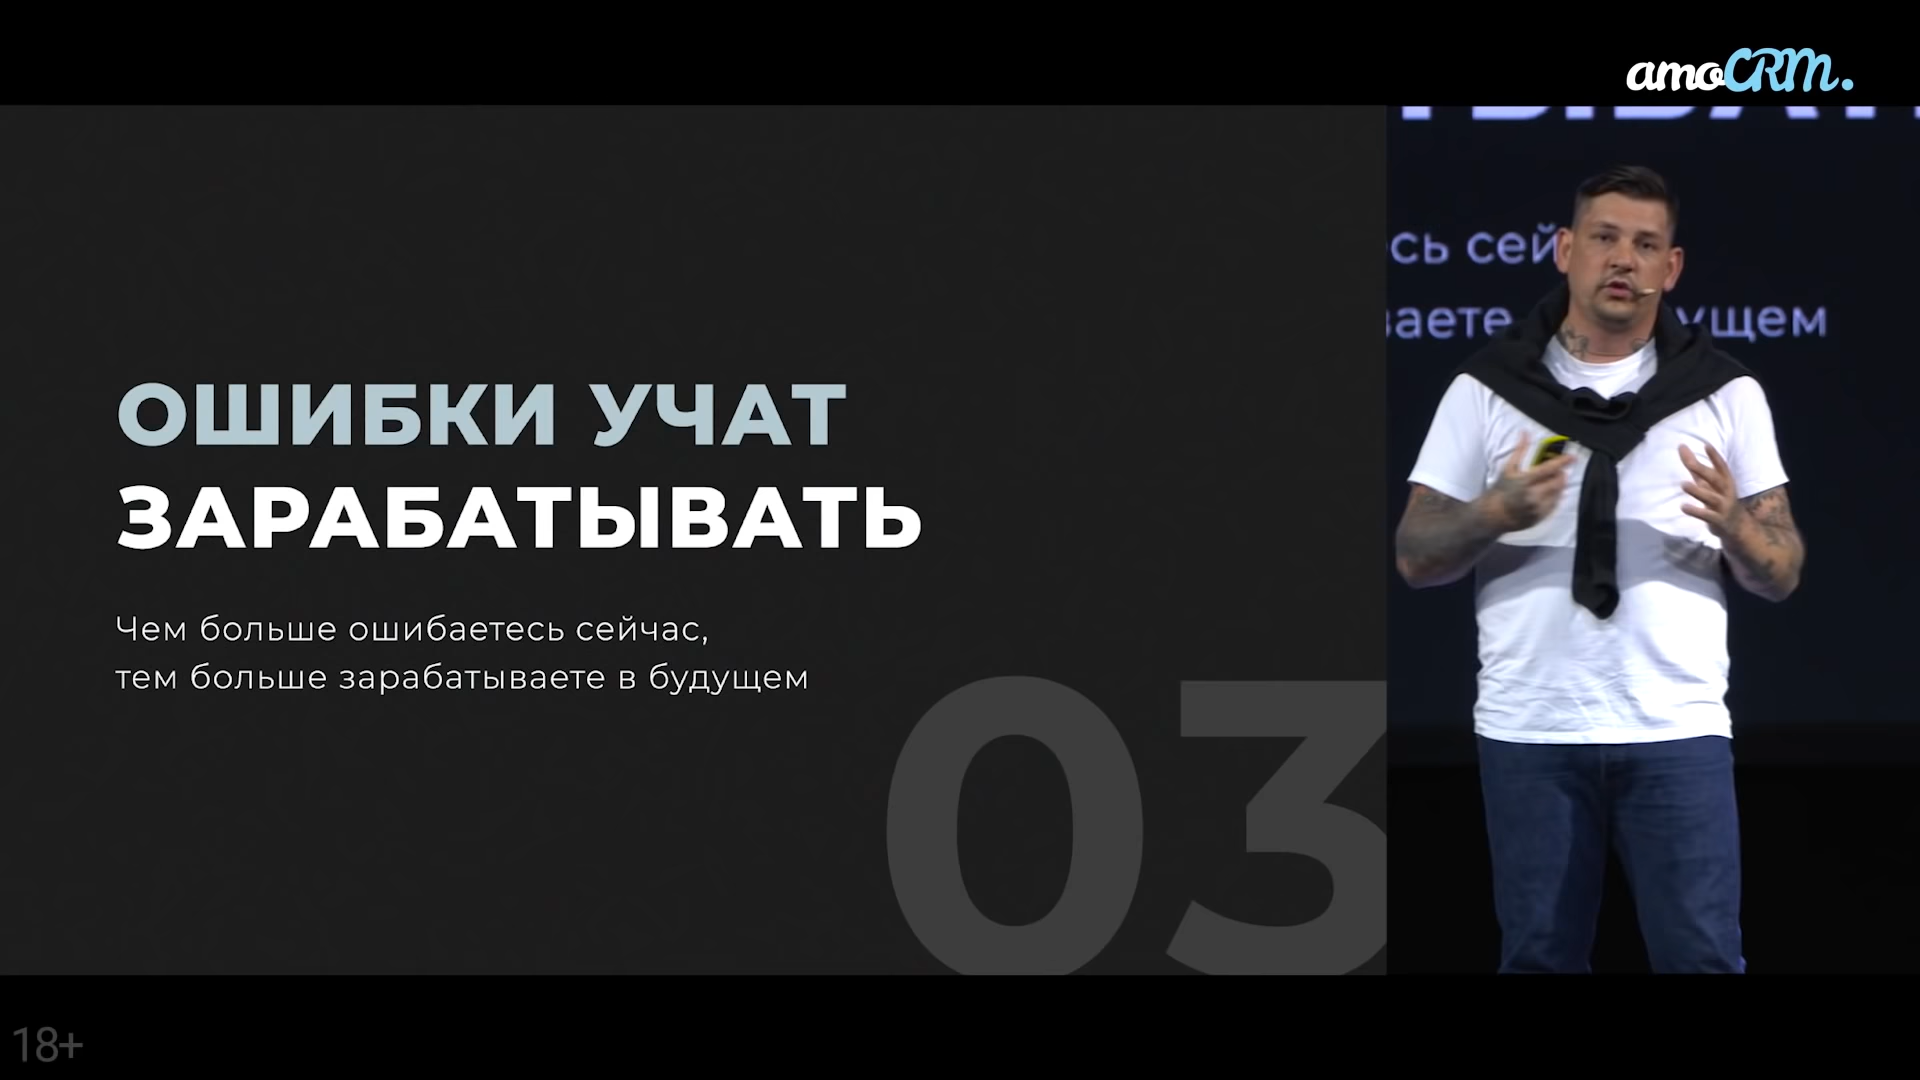 amoCRM.
ОШИБКИ УЧАТ
ЗАРАБАТЫВАТЬ
Чем больше ошибаетесь сейчас,
тем больше зарабатываете в будущем
03
18+